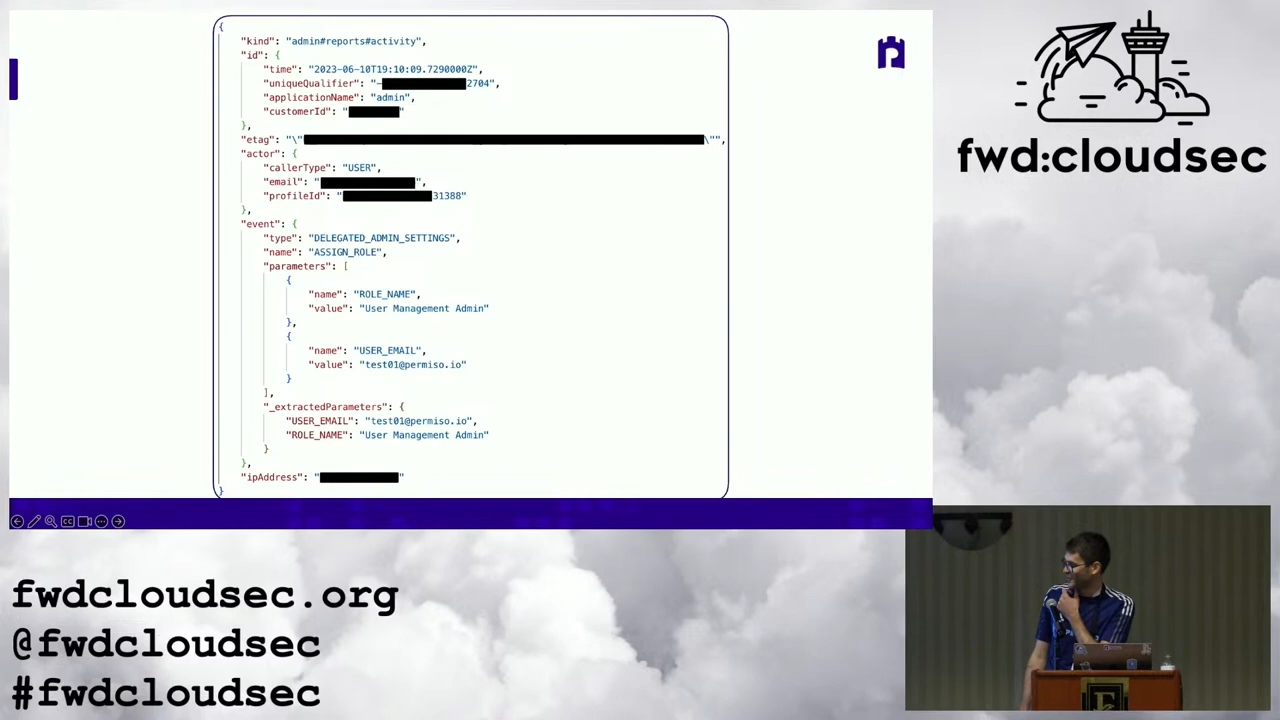 {
"kind": "admin#reports#activity",
"id": {
"time": "2023-06-10T19:10:09.7290000Z",
"uniqueQualifier": "- 2704",
"applicationName": "admin",
"customerId": " "
},
"etag": "\" \"",
"actor": {
"callerType": "USER",
"email": " ",
"profileId": " 31388"
},
"event": {
"type": "DELEGATED_ADMIN_SETTINGS",
"name": "ASSIGN_ROLE",
"parameters": [
{
"name": "ROLE_NAME",
"value": "User Management Admin"
},
{
"name": "USER_EMAIL",
"value": "test01@permiso.io"
}
],
"_extractedParameters": {
"USER_EMAIL": "test01@permiso.io",
"ROLE_NAME": "User Management Admin"
}
},
"ipAddress": " "
}
fwd:cloudsec
fwdcloudsec.org
@fwdcloudsec
#fwdcloudsec